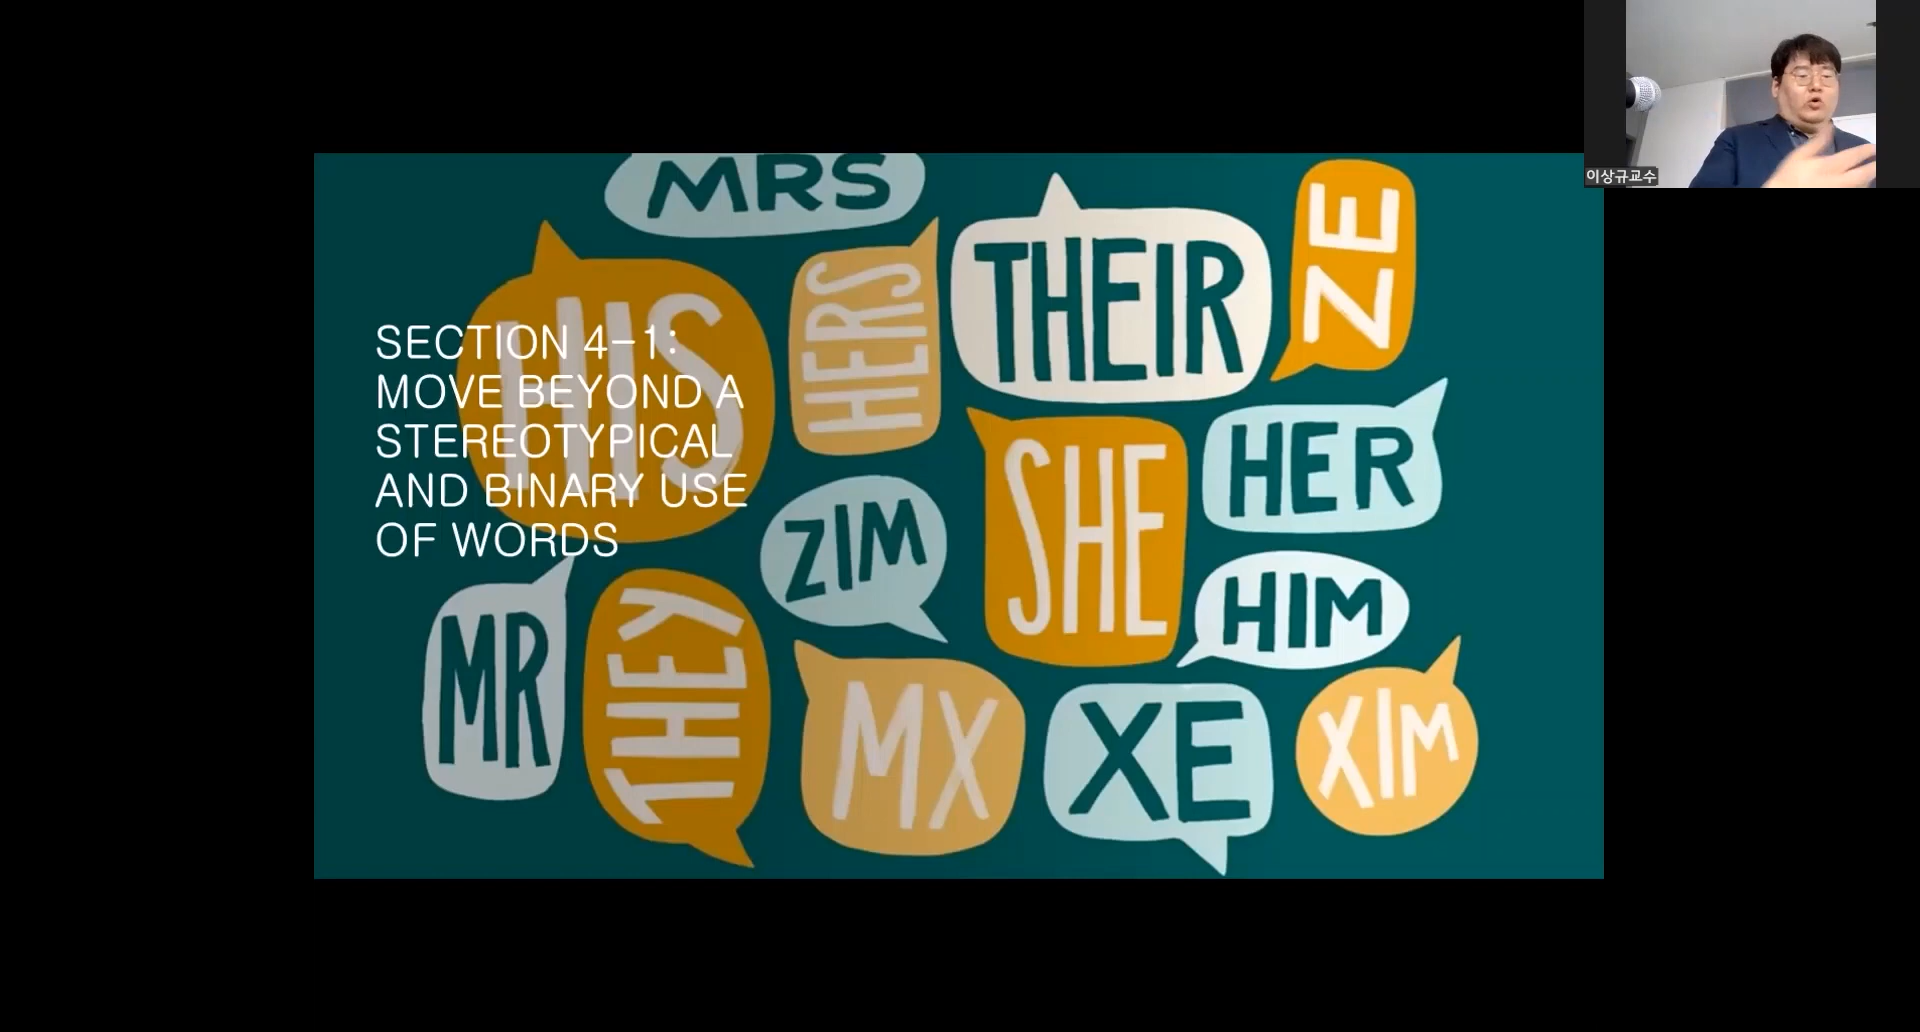 이상규교수
MRS
HIS
HERS
THEIR
ZE
SECTION 4-1:
MOVE BEYOND A
STEREOTYPICAL
AND BINARY USE
OF WORDS
ZIM
SHE
HER
HIM
MR
THEY
MX
XE
XIM